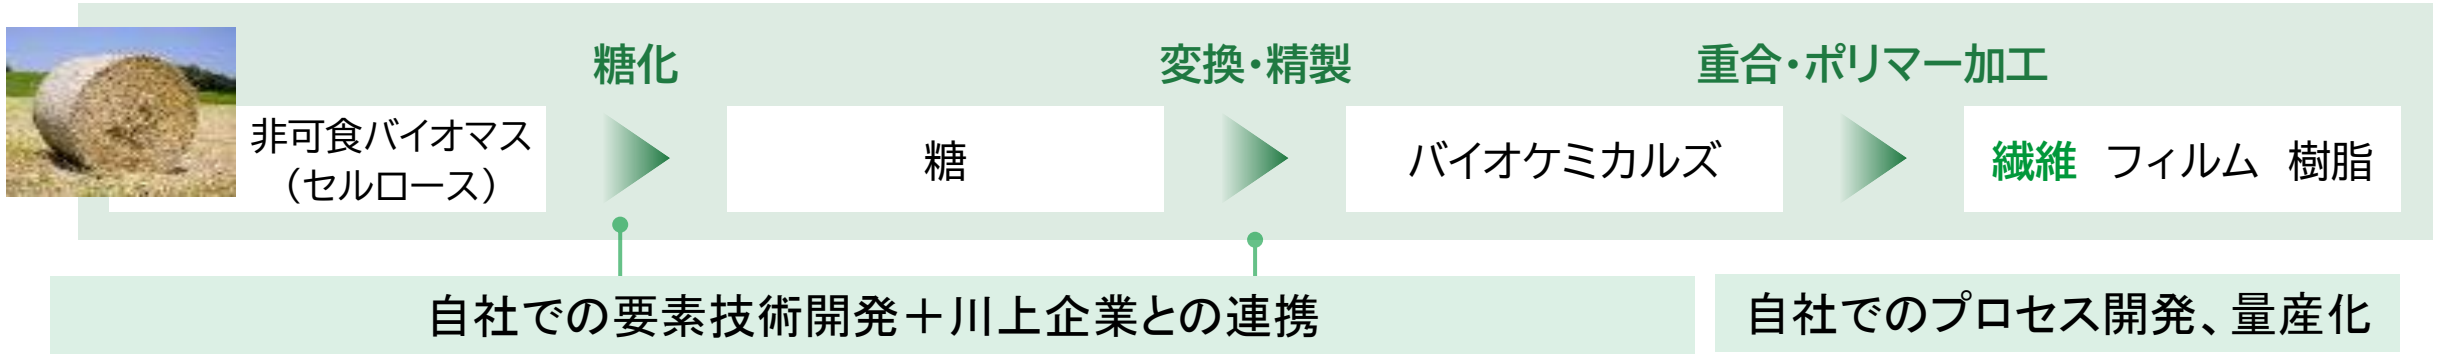 糖化
変換・精製
重合・ポリマー加工
非可食バイオマス
（セルロース）
糖
バイオケミカルズ
繊維 フィルム 樹脂
自社での要素技術開発＋川上企業との連携
自社でのプロセス開発、量産化